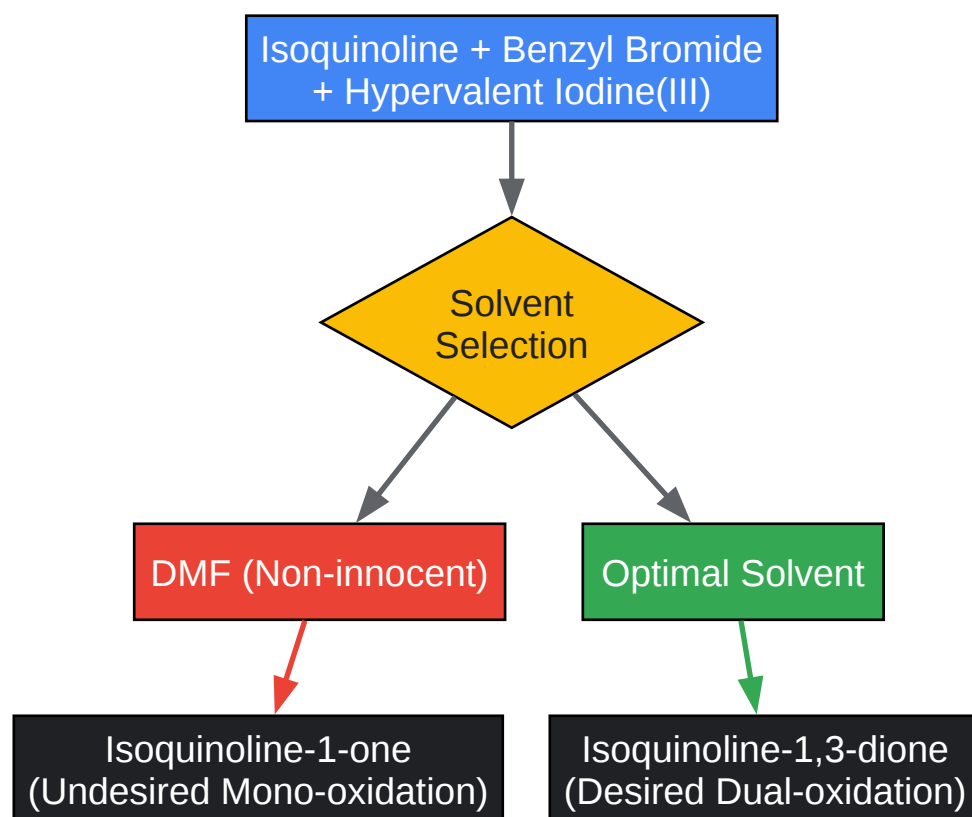 Isoquinoline + Benzyl Bromide
+ Hypervalent Iodine(III)
Solvent
Selection
DMF (Non-innocent)
Optimal Solvent
Isoquinoline-1-one
(Undesired Mono-oxidation)
Isoquinoline-1,3-dione
(Desired Dual-oxidation)